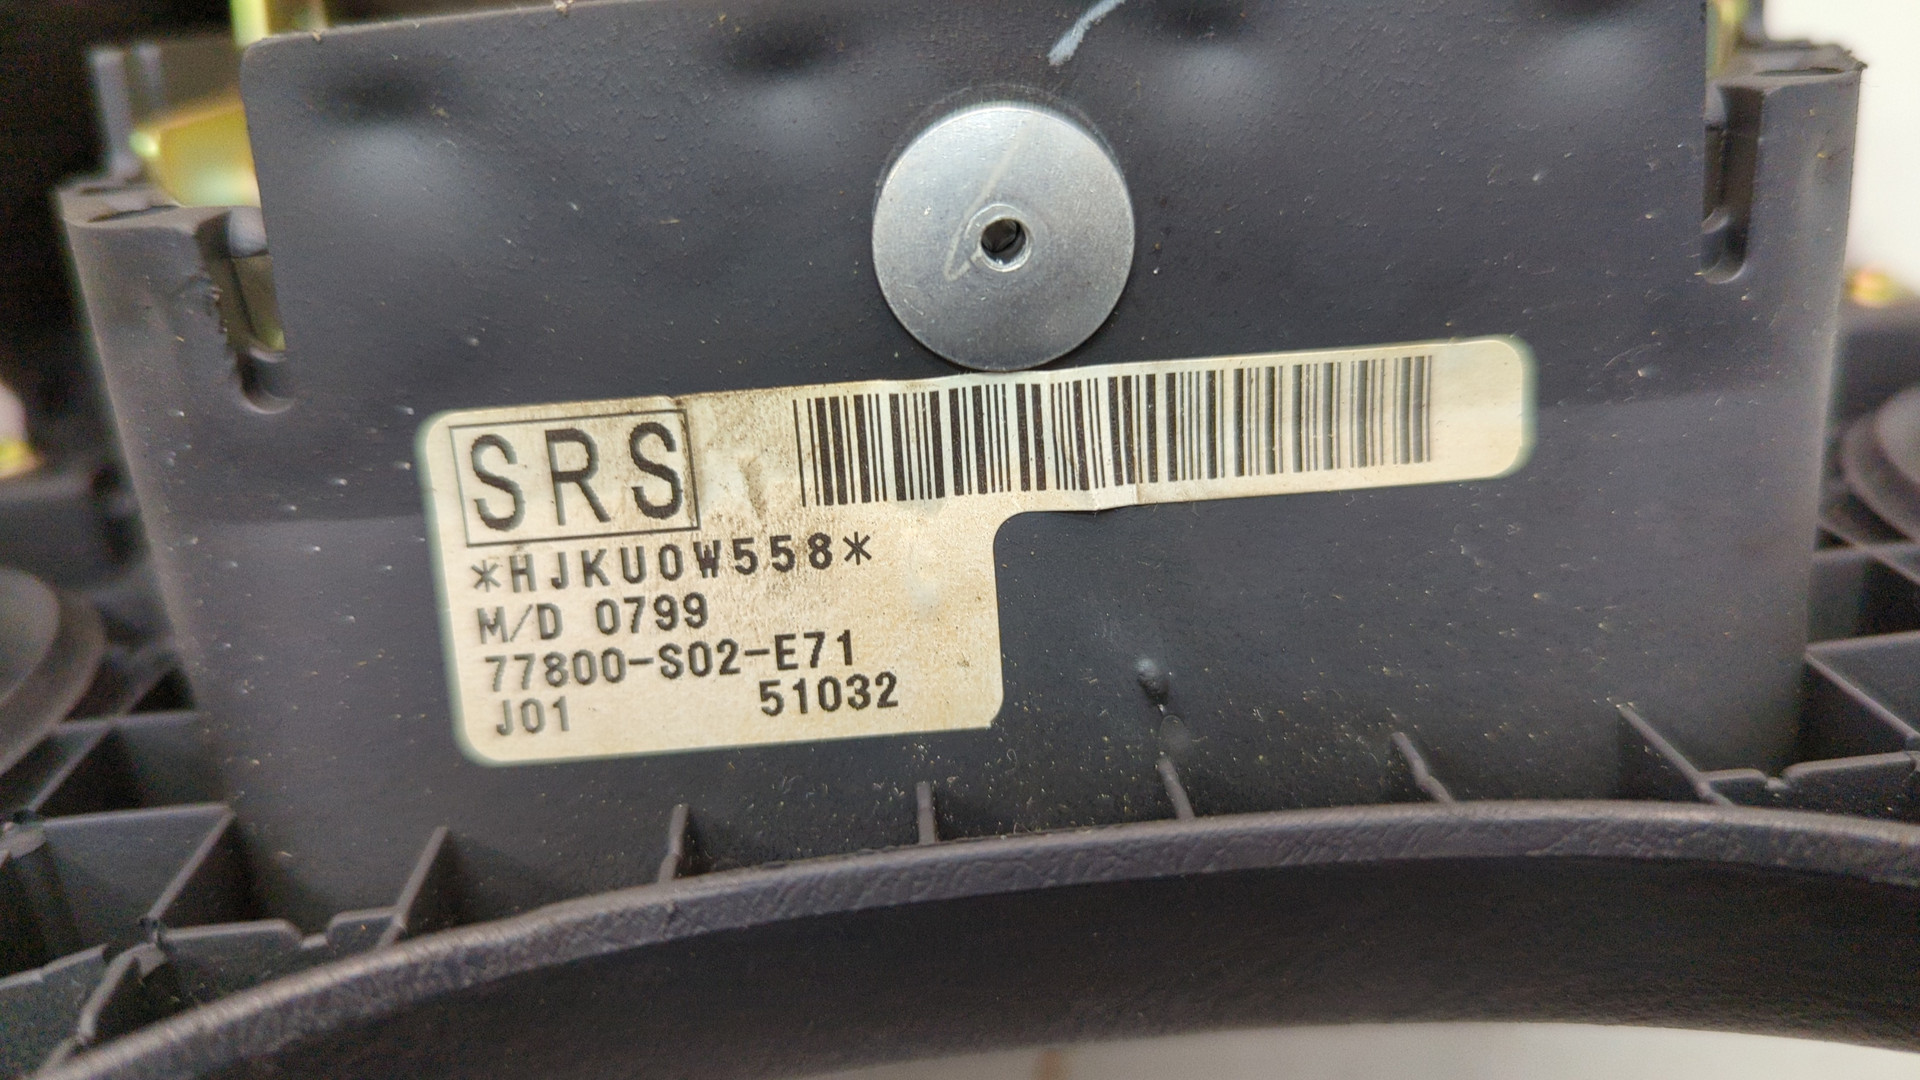 SRS
*HJKU0W558*
M/D 0799
77800-S02-E71
J01 51032